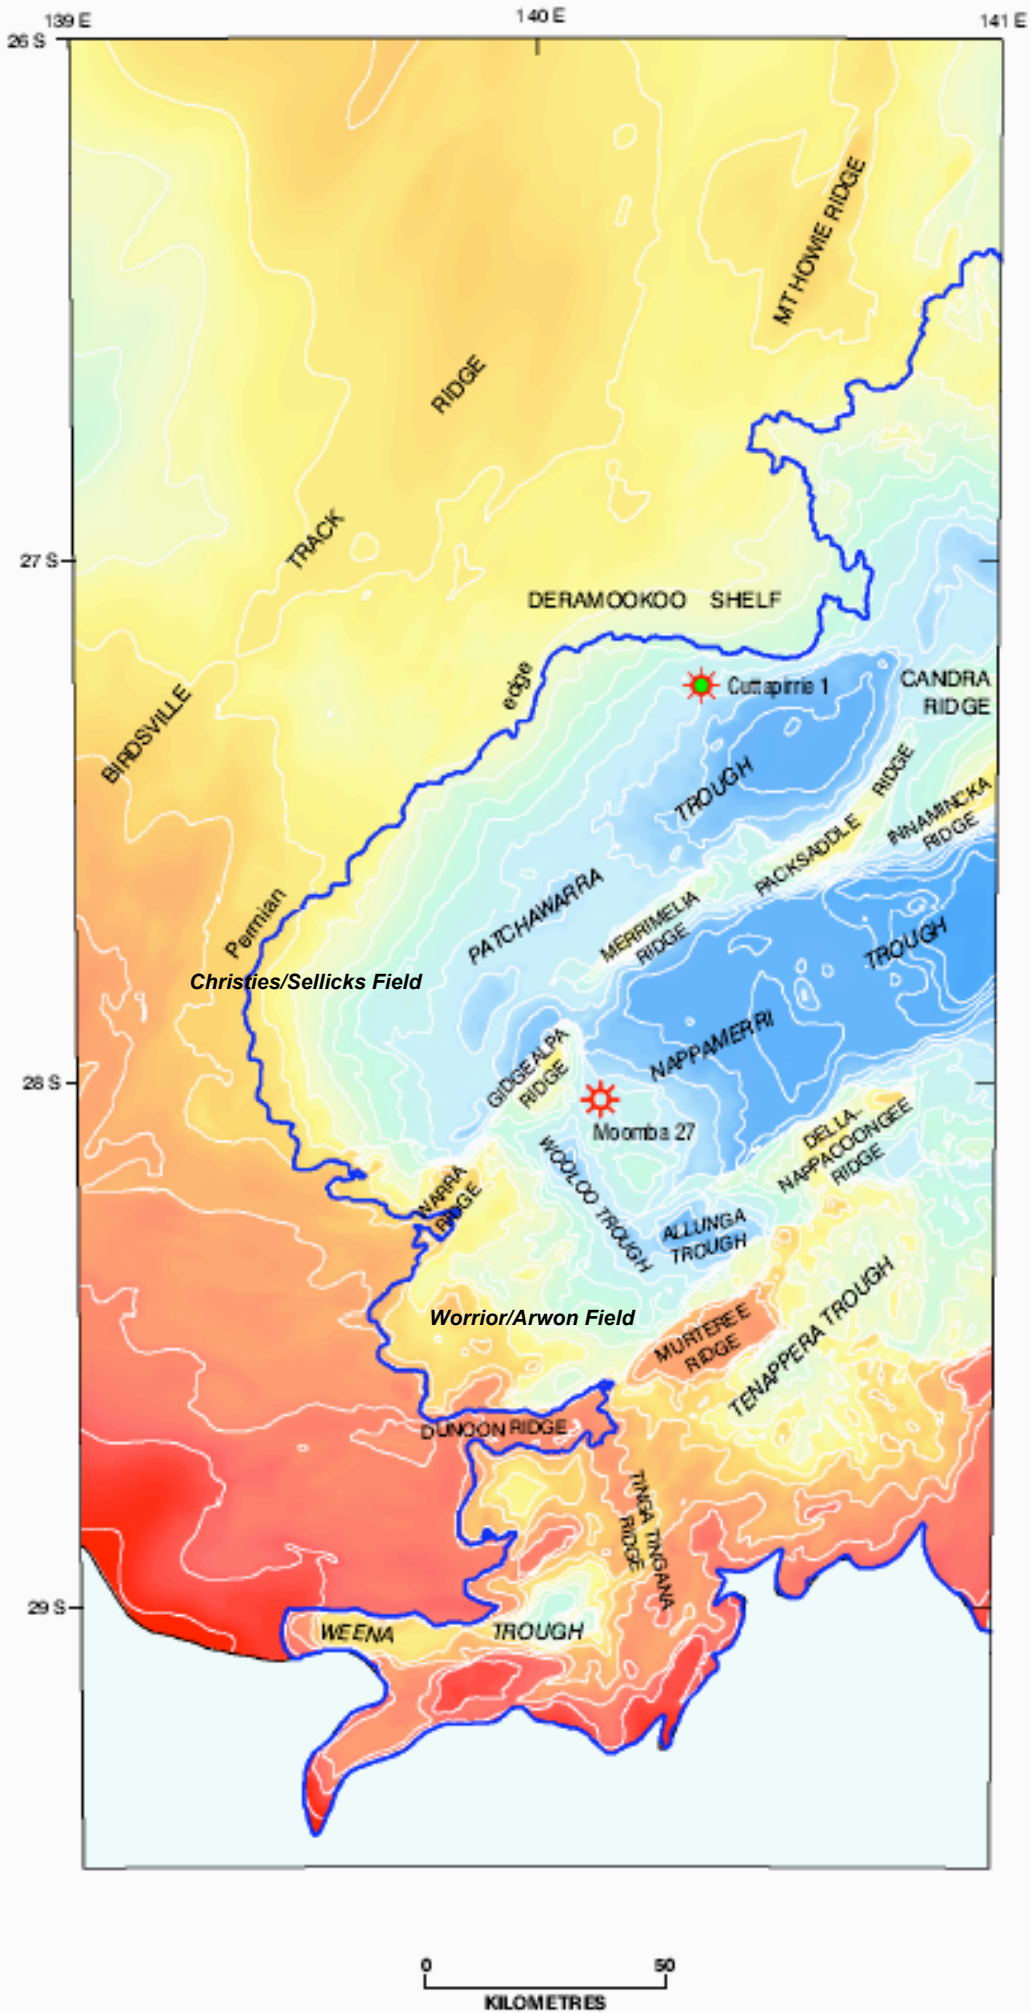 139 E
140 E
141 E
26 S
MT HOWIE RIDGE
RIDGE
TRACK
27 S
DERAMOOKOO SHELF
edge
Cuttapirrie 1
CANDRA
RIDGE
BIRDSVILLE
TROUGH
RIDGE
INNAMINCKA
RIDGE
PACKSADDLE
PATCHAWARRA
Permian
MERRIMELIA
RIDGE
TROUGH
Christies/Sellicks Field
NAPPAMERRI
GIDGEALPA
RIDGE
28 S
Moomba 27
DELLA-
NAPPACOONGEE
RIDGE
WOOLOO TROUGH
NARRA
RIDGE
ALLUNGA
TROUGH
Worrior/Arwon Field
MURTEREE
RIDGE
TENAPPERA TROUGH
DUNOON RIDGE
TINGA TINGANA
RIDGE
29 S
WEENA
TROUGH
0
50
KILOMETRES